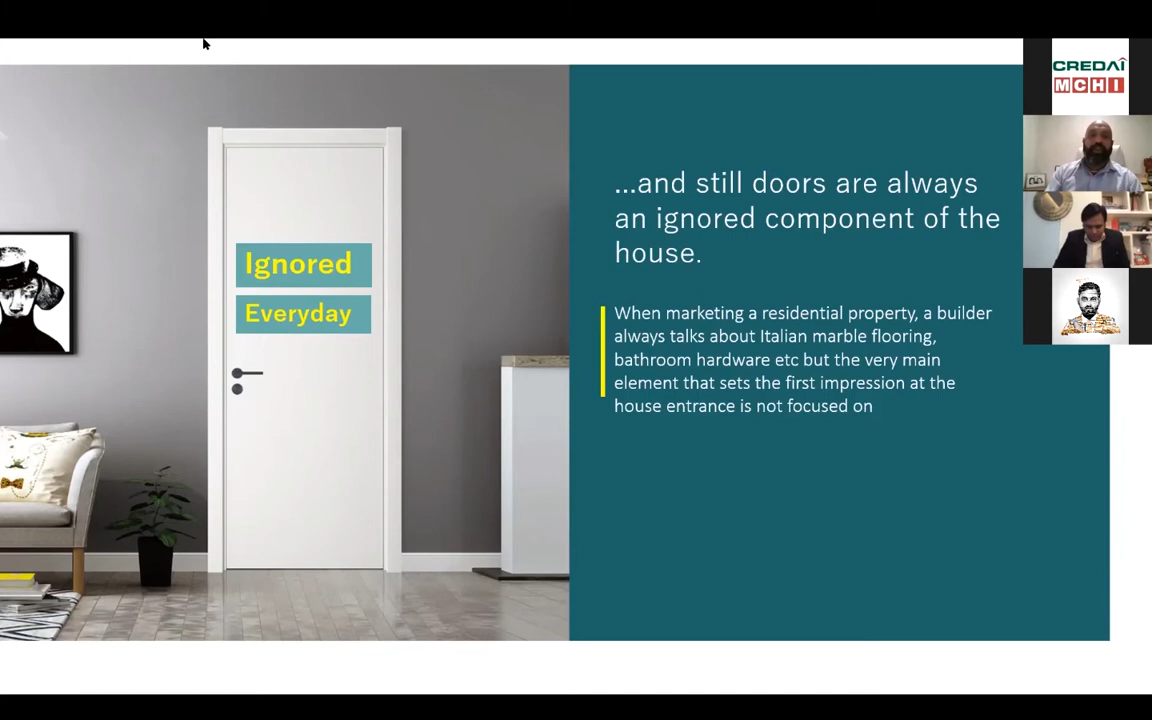 CREDAI
MCHI
Ignored
Everyday
...and still doors are always
an ignored component of the
house.
When marketing a residential property, a builder
always talks about Italian marble flooring,
bathroom hardware etc but the very main
element that sets the first impression at the
house entrance is not focused on